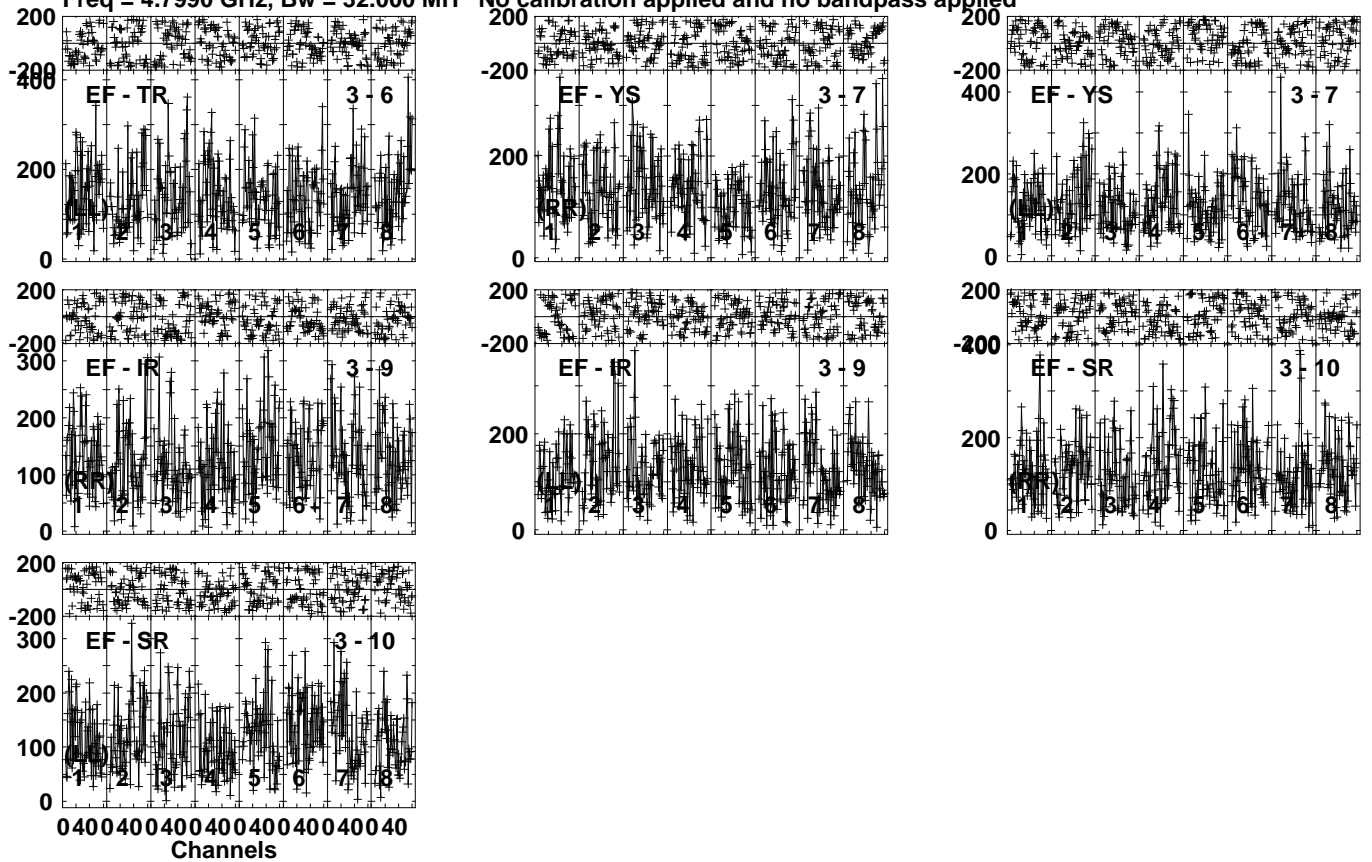 Freq = 4.7990 GHz, Bw = 32.000 MH No calibration applied and no bandpass applied
200 200 200
-200 -200 -200
400 EF - TR 3 - 6 EF - YS 3 - 7 400 EF - YS 3 - 7
200 200 200
(LL) (RR) (LL)
1 2 3 4 5 6 7 8 1 2 3 4 5 6 7 8 1 2 3 4 5 6 7 8
0 0 0
200 200 200
-200 -200 -200
300 EF - IR 3 - 9 EF - IR 3 - 9 400 EF - SR 3 - 10
200 200 200
100
(RR) (LL) (RR)
1 2 3 4 5 6 7 8 1 2 3 4 5 6 7 8 1 2 3 4 5 6 7 8
0 0 0
200
-200
300 EF - SR 3 - 10
200
100 (LL)
1 2 3 4 5 6 7 8
0
0 40 0 40 0 40 0 40 0 40 0 40 0 40 0 40
Channels